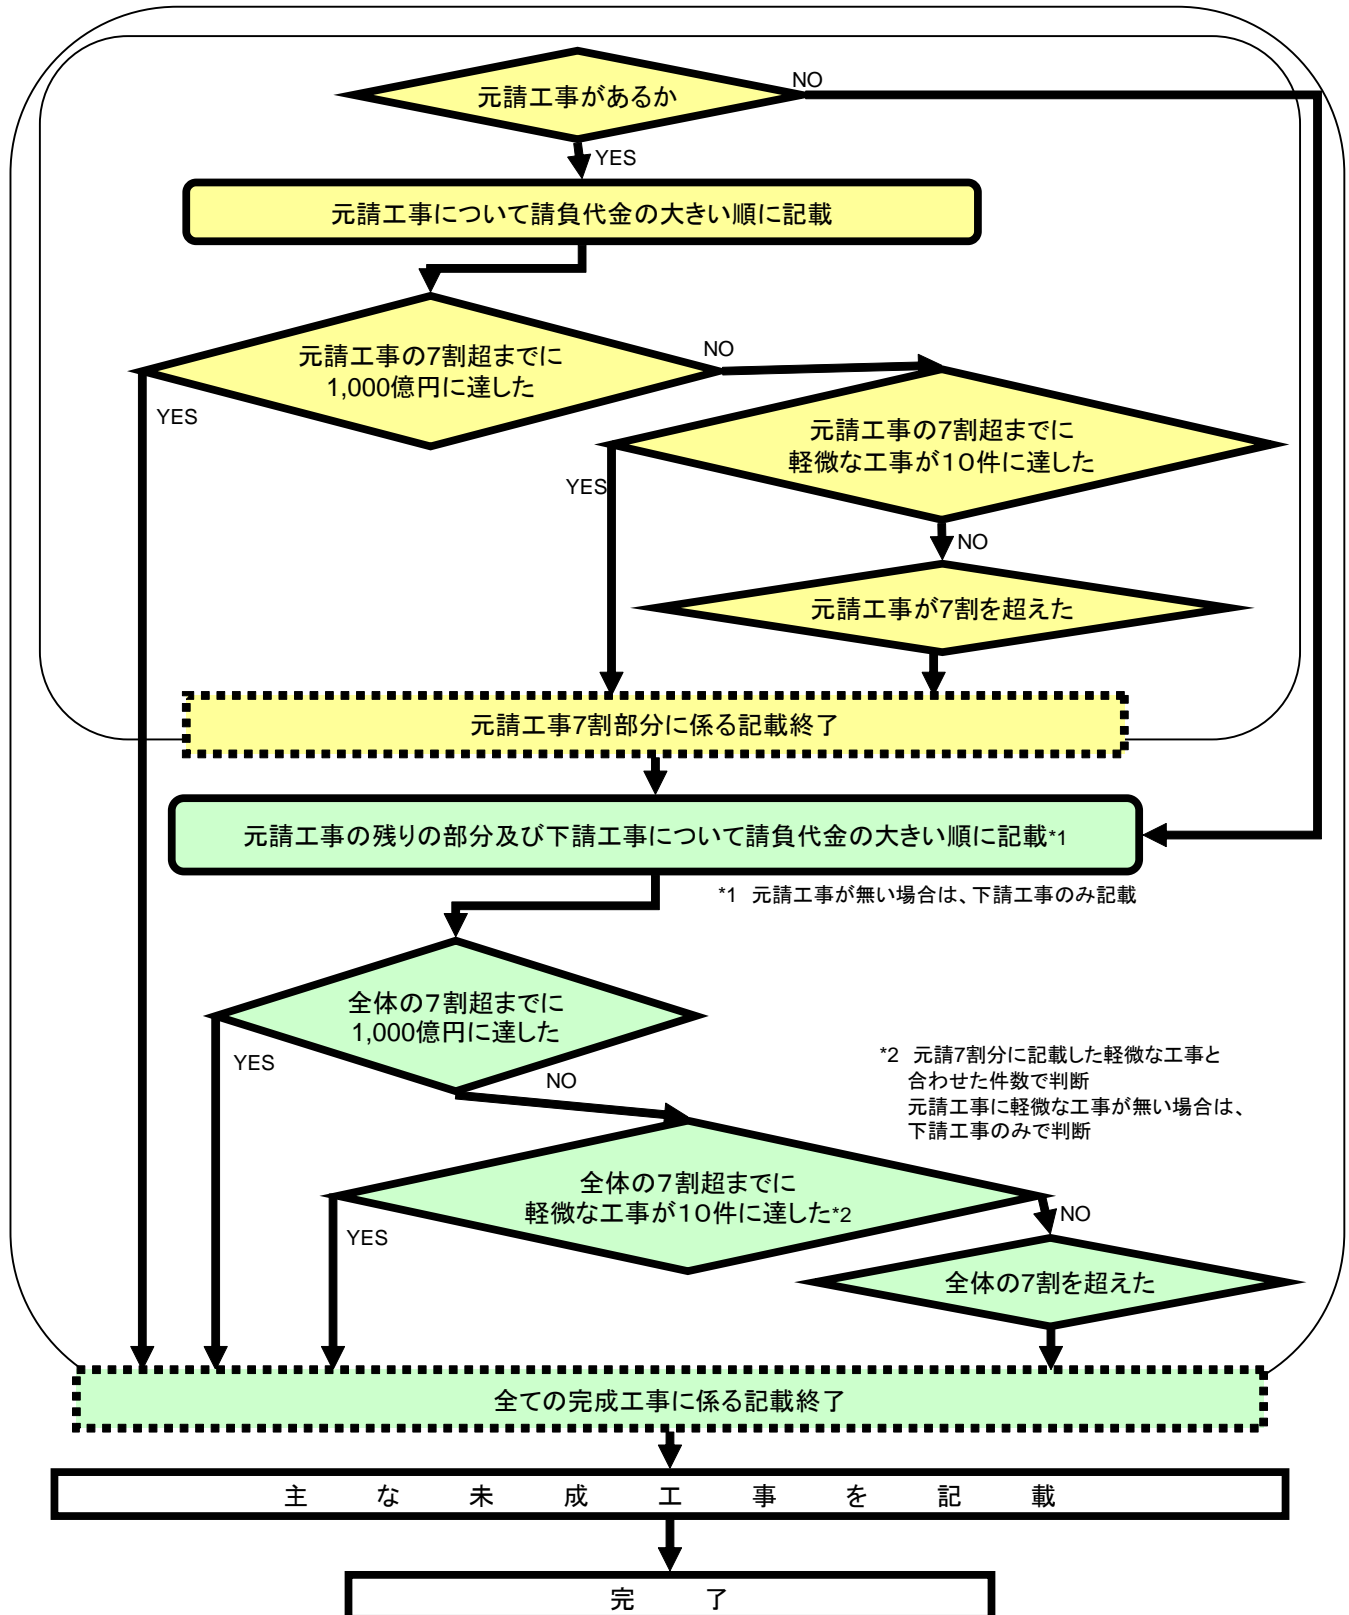 元請工事があるか
NO
YES
元請工事について請負代金の大きい順に記載
元請工事の7割超までに
1,000億円に達した
NO
YES
元請工事の7割超までに
軽微な工事が10件に達した
YES
NO
元請工事が7割を超えた
元請工事7割部分に係る記載終了
元請工事の残りの部分及び下請工事について請負代金の大きい順に記載*1
*1 元請工事が無い場合は、下請工事のみ記載
全体の7割超までに
1,000億円に達した
YES
NO
*2 元請7割分に記載した軽微な工事と
合わせた件数で判断
元請工事に軽微な工事が無い場合は、
下請工事のみで判断
全体の7割超までに
軽微な工事が10件に達した*2
YES
NO
全体の7割を超えた
全ての完成工事に係る記載終了
主な未成工事を記載
完了